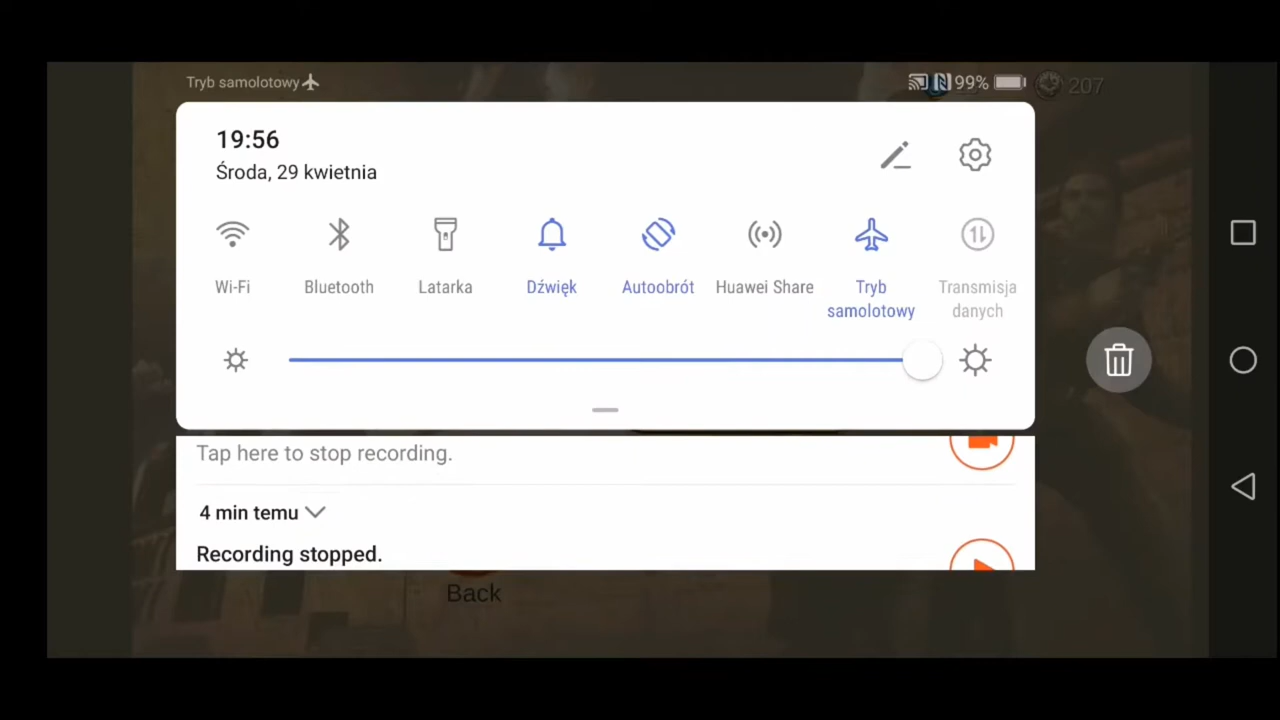 Tryb samolotowy
99%
207
19:56
Środa, 29 kwietnia
Wi-Fi
Bluetooth
Latarka
Dźwięk
Autoobrót
Huawei Share
Tryb
samolotowy
Transmisja
danych
Tap here to stop recording.
4 min temu
Recording stopped.
Back